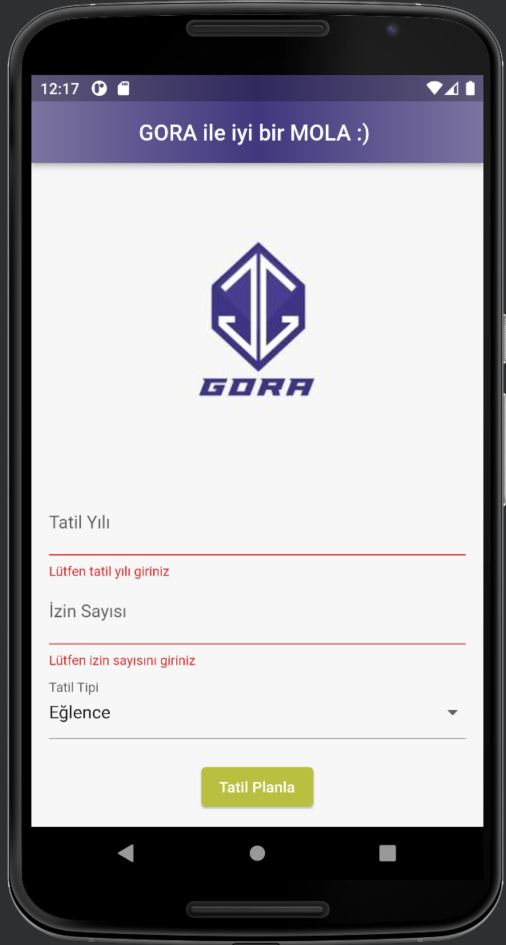 12:17
GORA ile iyi bir MOLA :)
GORA
Tatil Yılı
Lütfen tatil yılı giriniz
İzin Sayısı
Lütfen izin sayısını giriniz
Tatil Tipi
Eğlence
Tatil Planla